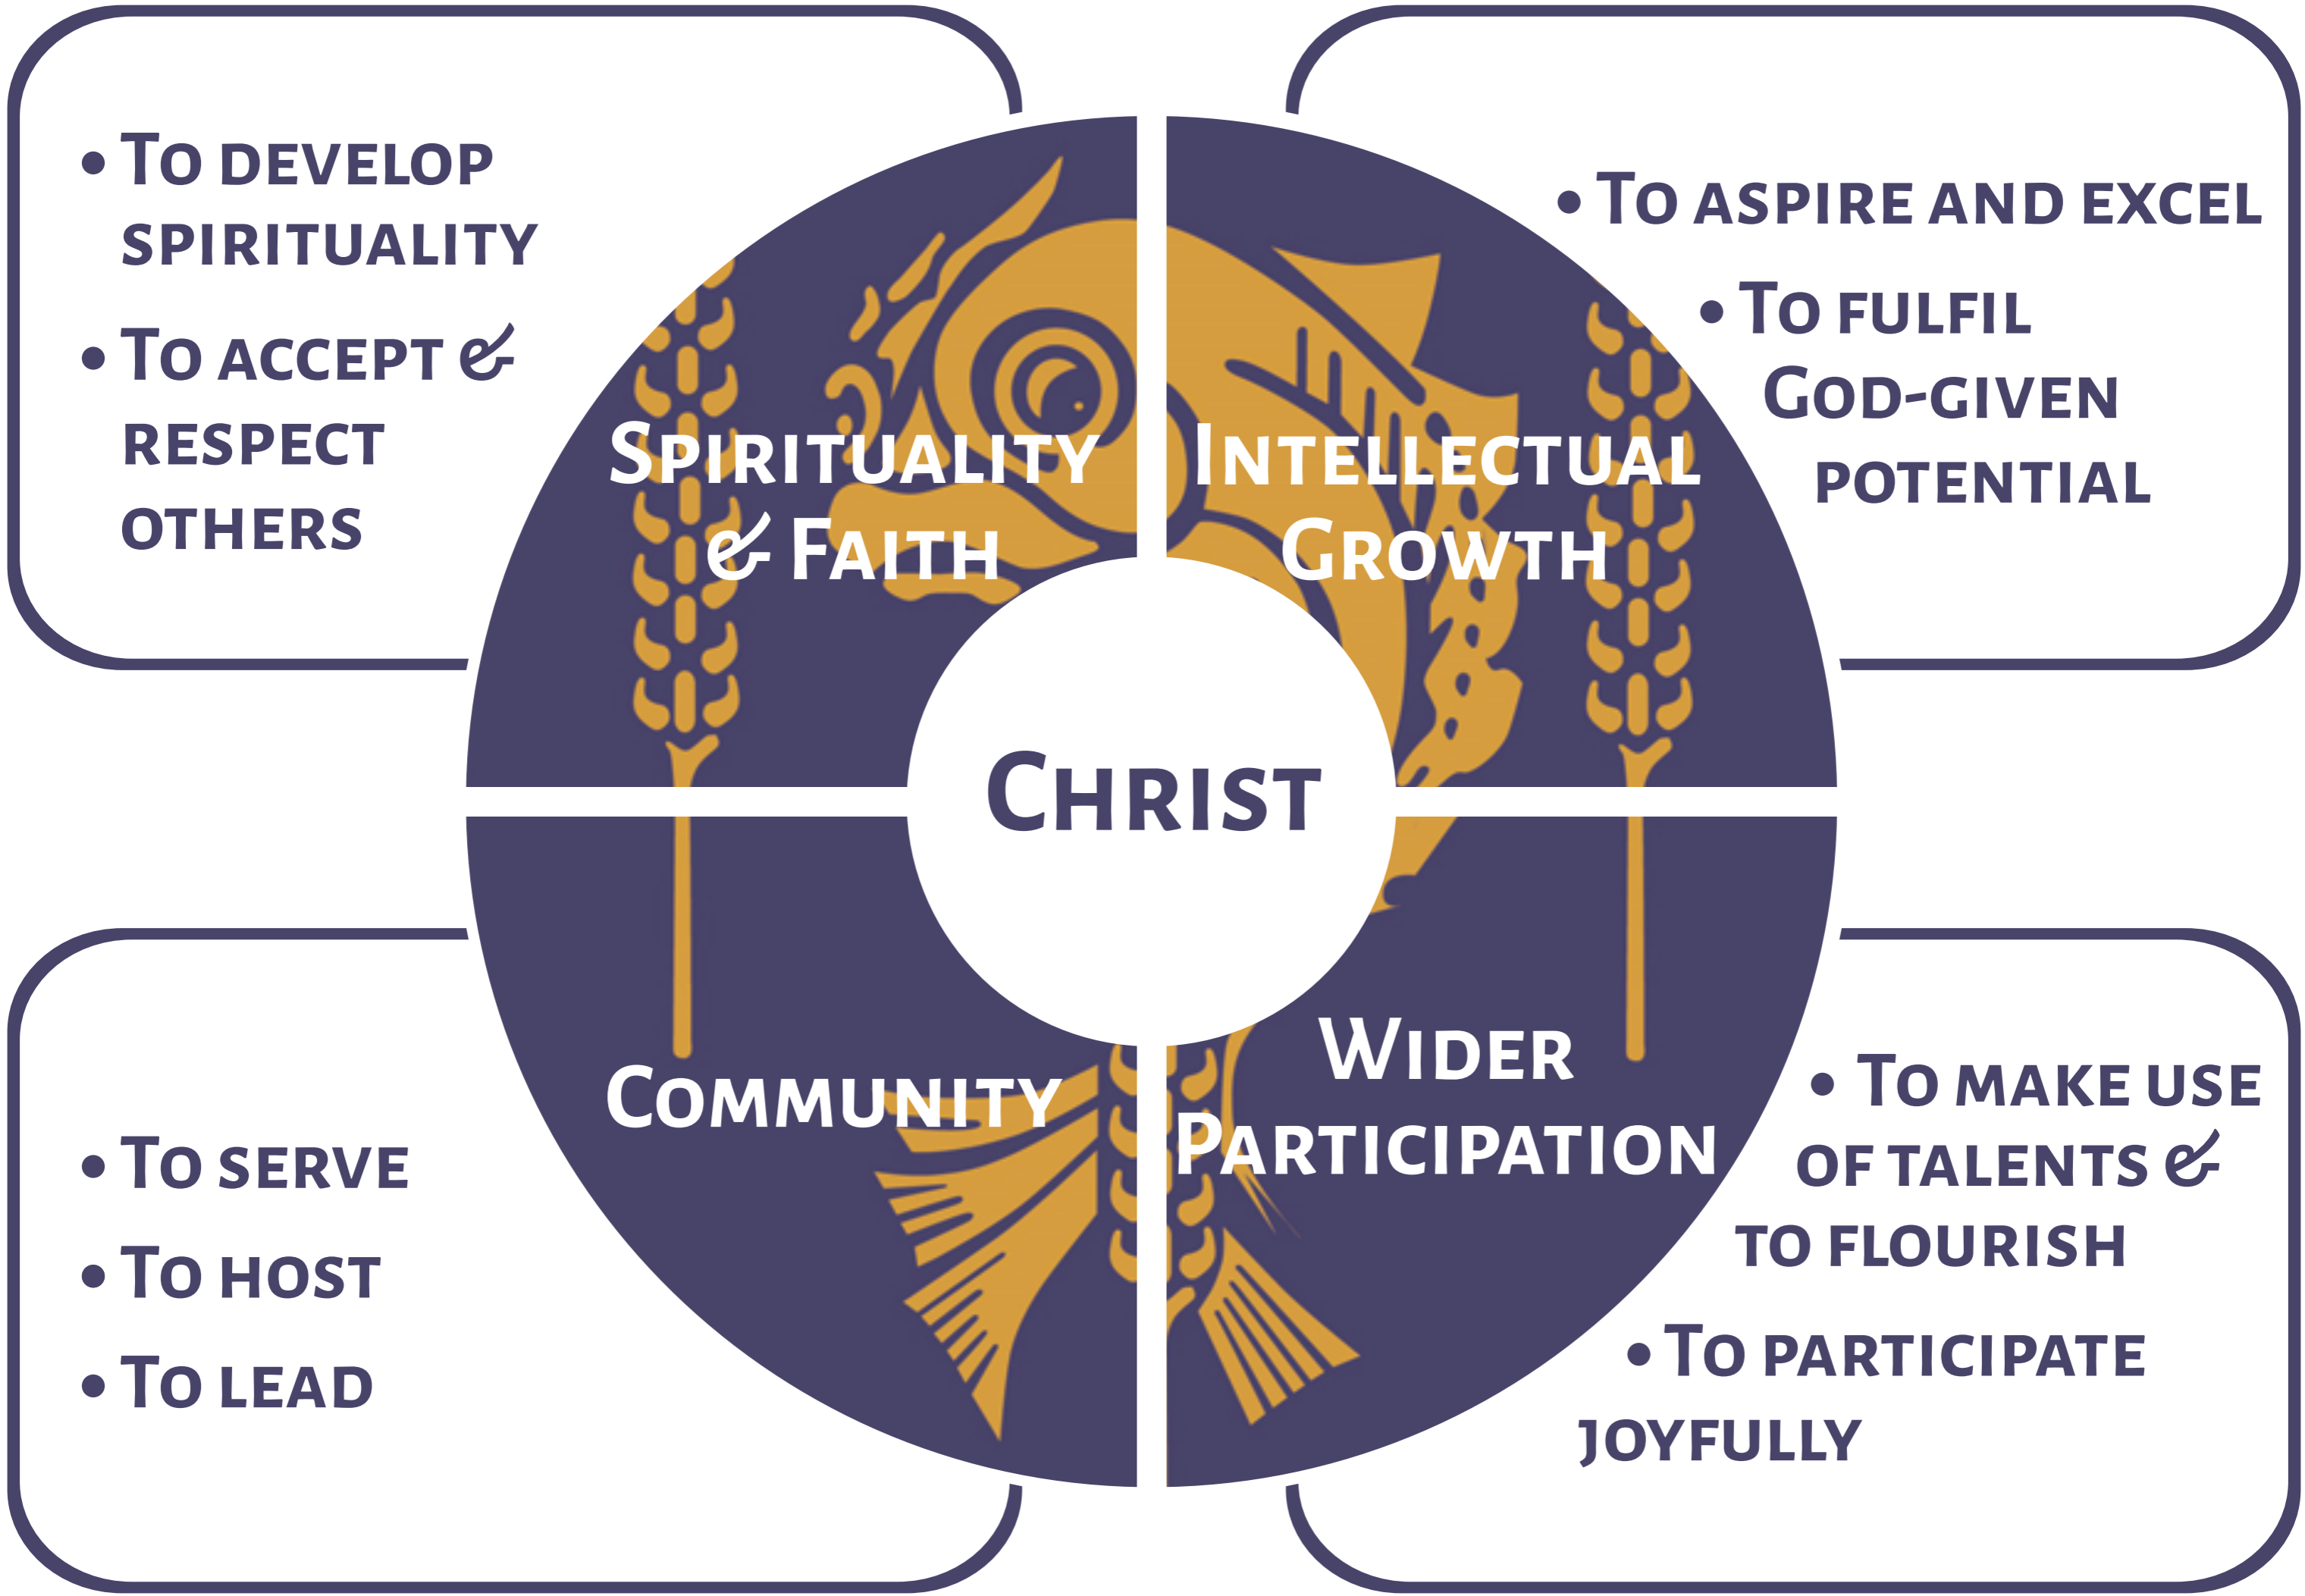 • To develop
spirituality
• To accept &
respect
others
• To aspire and excel
• To fulfil
God-given
potential
Spirituality
& Faith
Intellectual
Growth
Christ
Community
Wider
Participation
• To serve
• To host
• To lead
• To make use
of talents &
to flourish
• To participate
joyfully